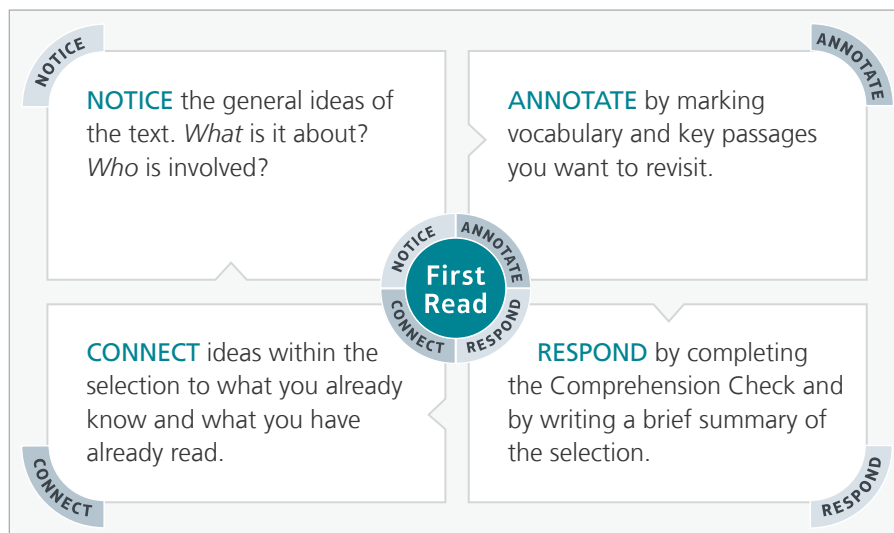 NOTICE
NOTICE the general ideas of
the text. What is it about?
Who is involved?
ANNOTATE
ANNOTATE by marking
vocabulary and key passages
you want to revisit.
NOTICE
ANNOTATE
First
Read
CONNECT
RESPOND
CONNECT ideas within the
selection to what you already
know and what you have
already read.
CONNECT
RESPOND by completing
the Comprehension Check and
by writing a brief summary of
the selection.
RESPOND